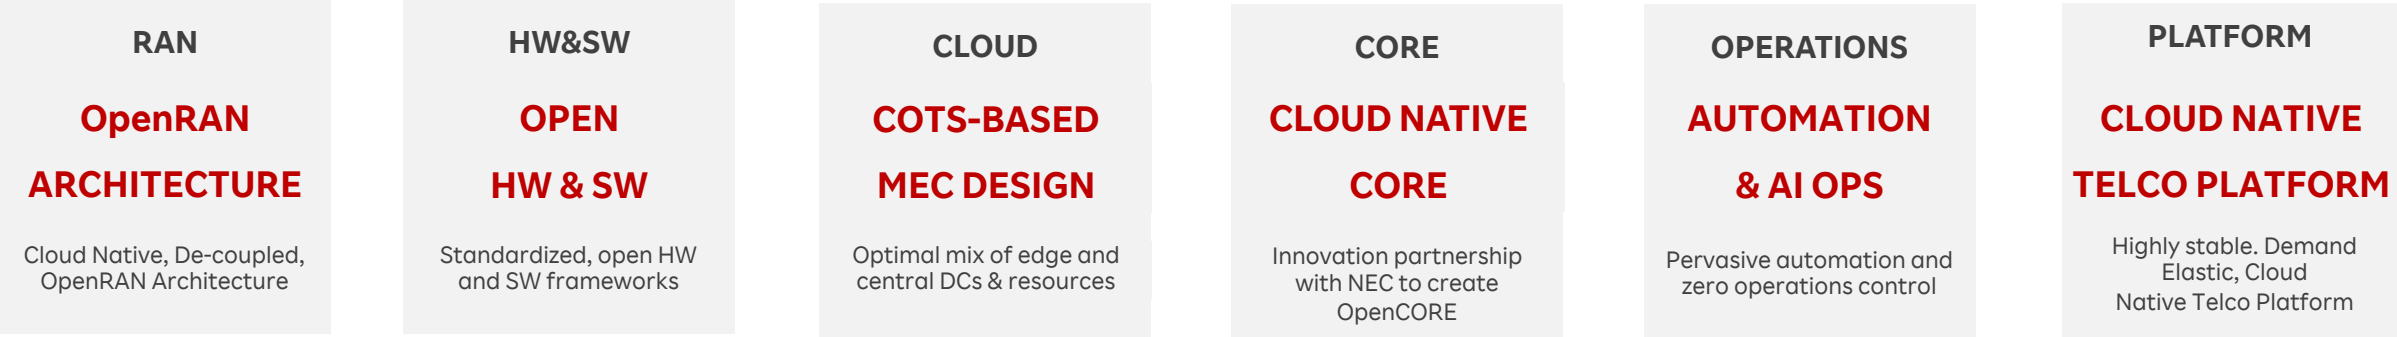 RAN
OpenRAN
ARCHITECTURE
Cloud Native, De-coupled,
OpenRAN Architecture
HW&SW
OPEN
HW & SW
Standardized, open HW
and SW frameworks
CLOUD
COTS-BASED
MEC DESIGN
Optimal mix of edge and
central DCs & resources
CORE
CLOUD NATIVE
CORE
Innovation partnership
with NEC to create
OpenCORE
OPERATIONS
AUTOMATION
& AI OPS
Pervasive automation and
zero operations control
PLATFORM
CLOUD NATIVE
TELCO PLATFORM
Highly stable. Demand
Elastic, Cloud
Native Telco Platform